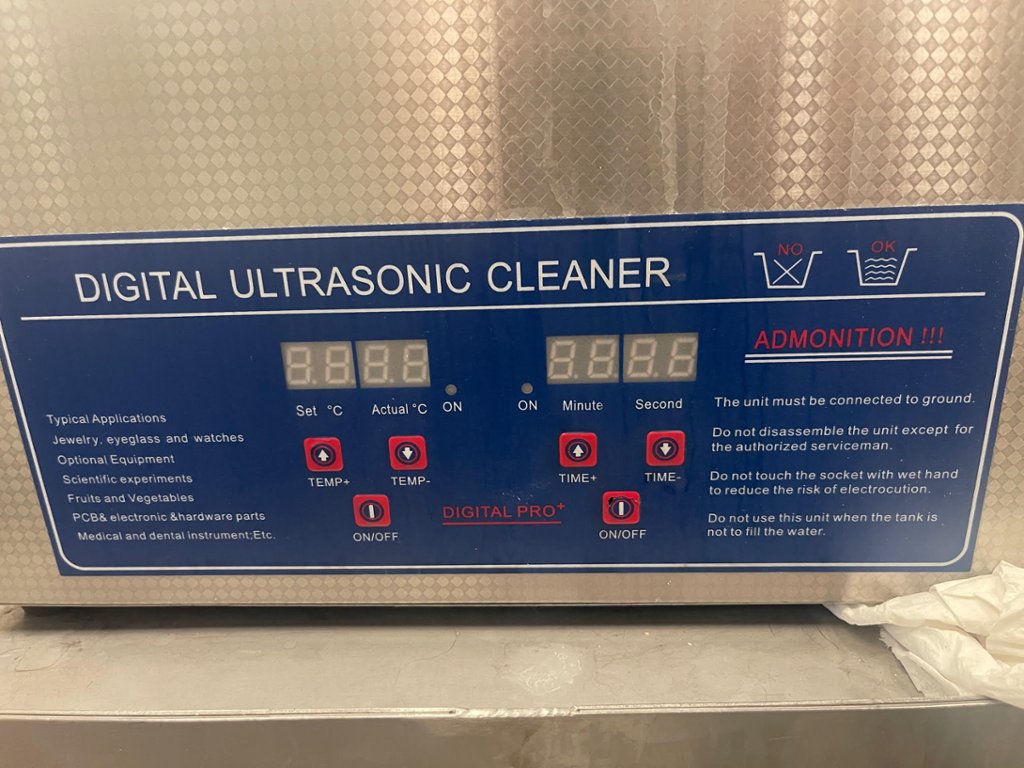 DIGITAL ULTRASONIC CLEANER
NO
OK
ADMONITION !!!
Set °C
Actual °C
ON
ON
Minute
Second
TEMP+
TEMP-
TIME+
TIME-
ON/OFF
DIGITAL PRO+
ON/OFF
Typical Applications
Jewelry, eyeglass and watches
Optional Equipment
Scientific experiments
Fruits and Vegetables
PCB& electronic &hardware parts
Medical and dental instrument;Etc.
The unit must be connected to ground.
Do not disassemble the unit except for
the authorized serviceman.
Do not touch the socket with wet hand
to reduce the risk of electrocution.
Do not use this unit when the tank is
not to fill the water.